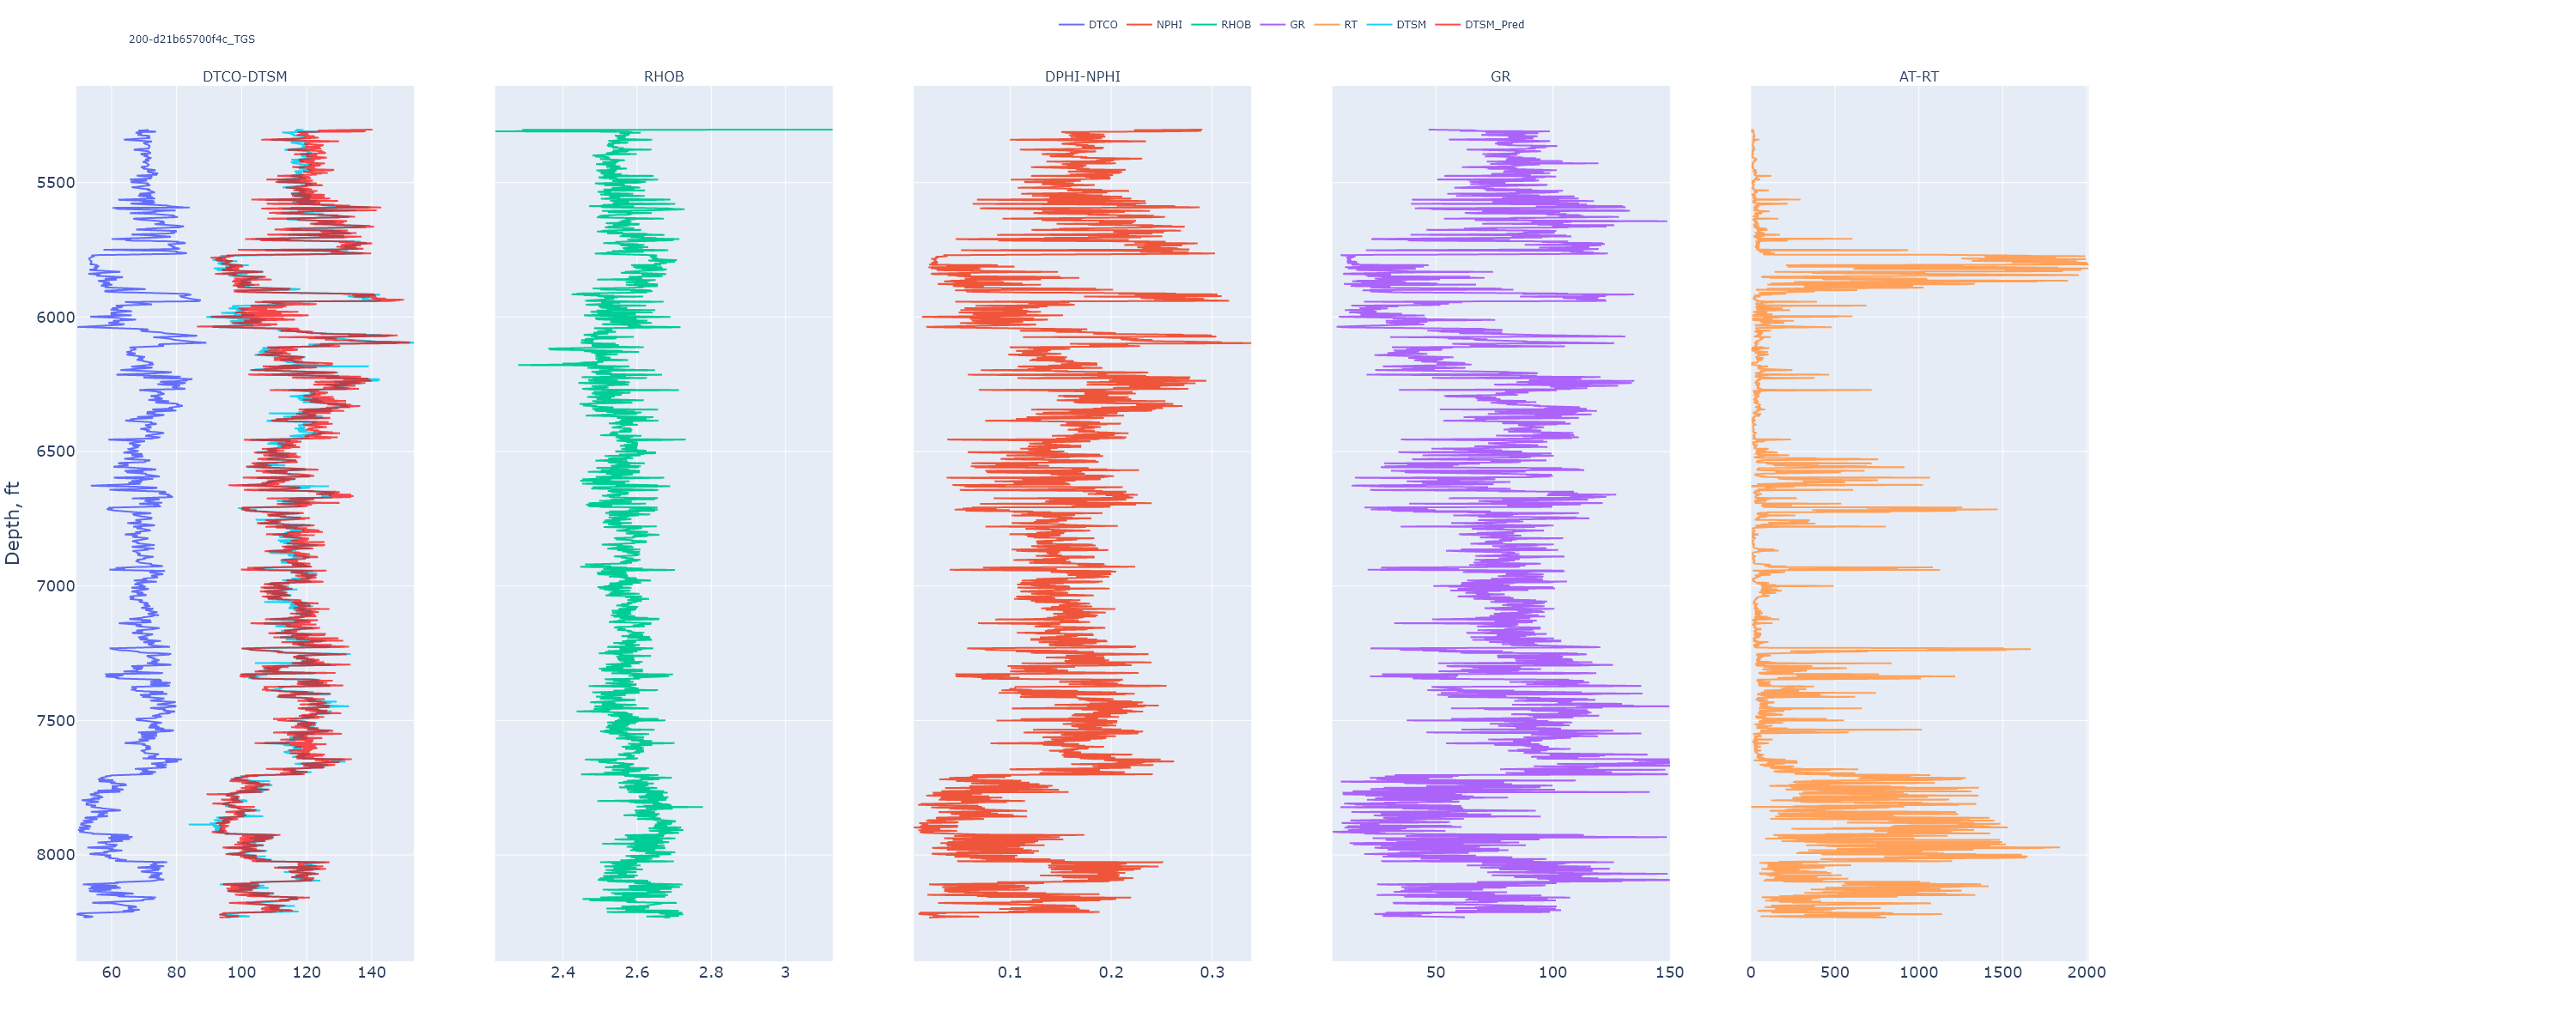 DTCO NPHI RHOB GR RT DTSM DTSM_Pred
200-d21b65700f4c_TGS
DTCO-DTSM RHOB DPHI-NPHI GR AT-RT
5500
6000
6500
7000
7500
8000
Depth, ft
60 80 100 120 140 2.4 2.6 2.8 3 0.1 0.2 0.3 50 100 150 0 500 1000 1500 2000